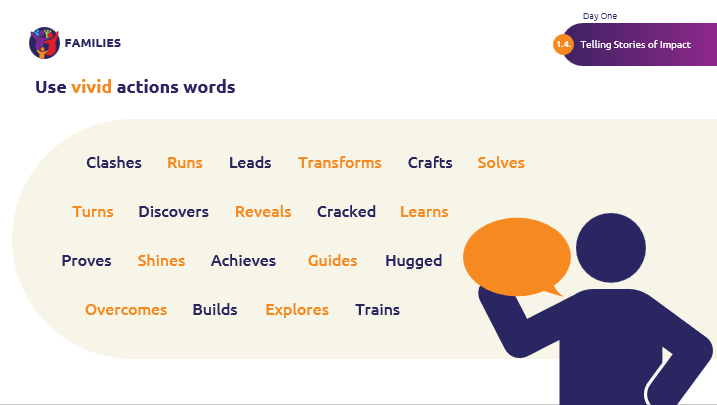 Day One
FAMILIES
1.4. Telling Stories of Impact
Use vivid actions words
Clashes Runs Leads Transforms Crafts Solves
Turns Discovers Reveals Cracked Learns
Proves Shines Achieves Guides Hugged
Overcomes Builds Explores Trains